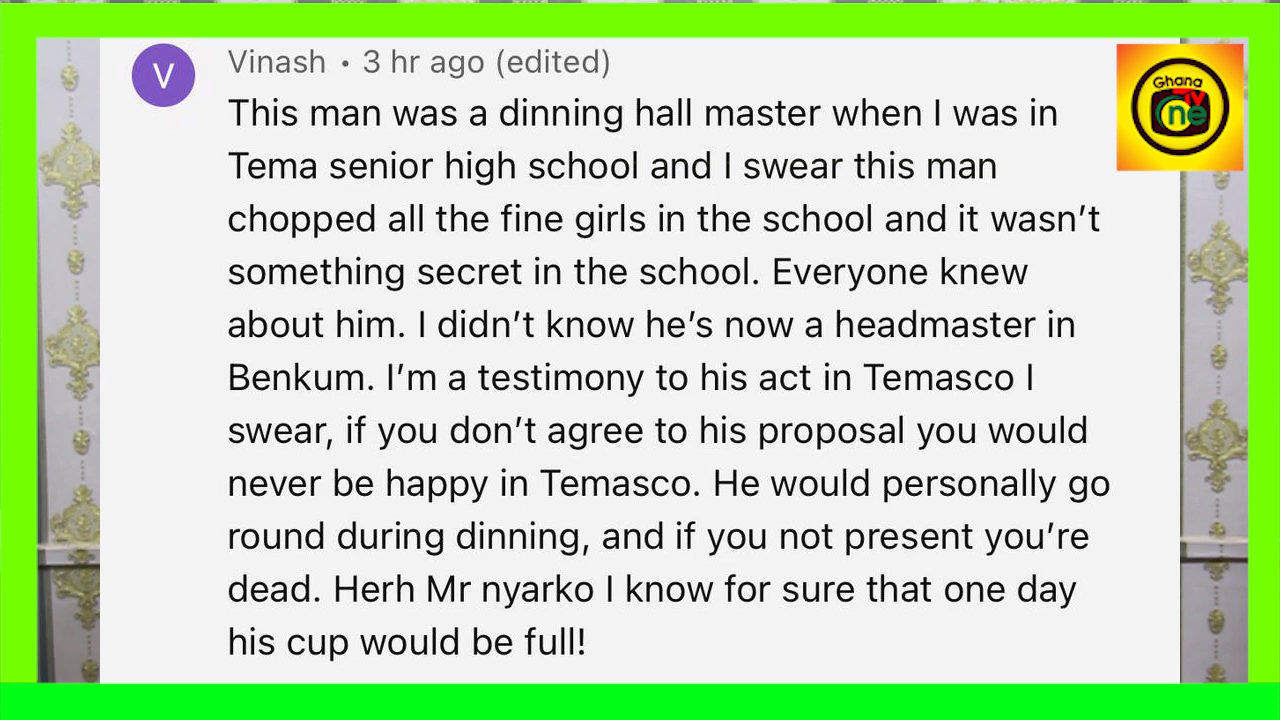 V
Vinash • 3 hr ago (edited)
This man was a dinning hall master when I was in
Tema senior high school and I swear this man
chopped all the fine girls in the school and it wasn’t
something secret in the school. Everyone knew
about him. I didn’t know he’s now a headmaster in
Benkum. I’m a testimony to his act in Temasco I
swear, if you don’t agree to his proposal you would
never be happy in Temasco. He would personally go
round during dinning, and if you not present you’re
dead. Herh Mr nyarko I know for sure that one day
his cup would be full!
Ghana
TV
One